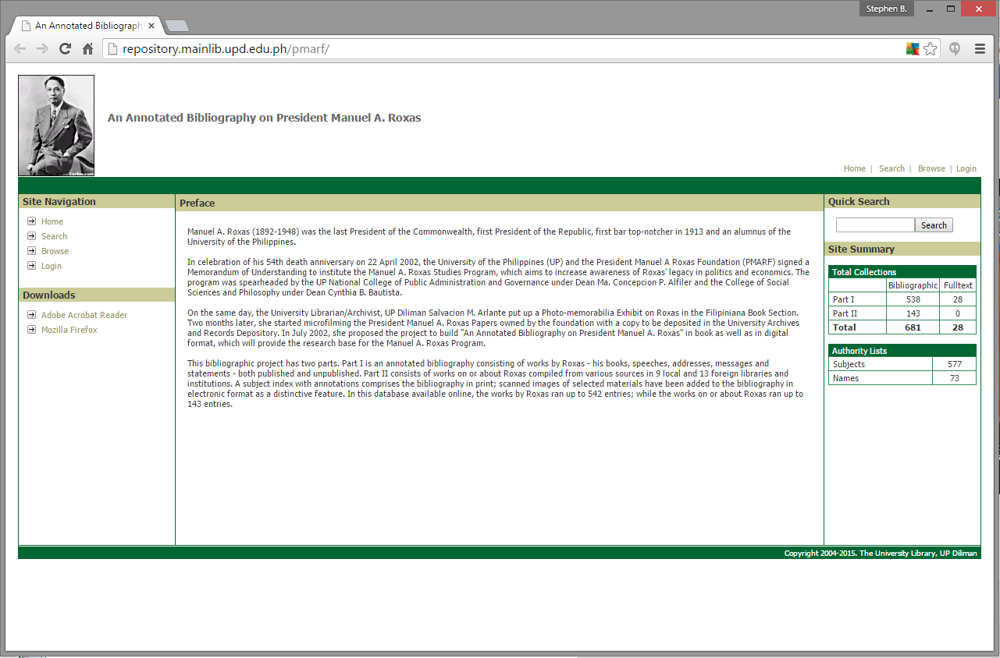 Stephen B.
An Annotated Bibliograph
repository.mainlib.upd.edu.ph/pmarf/
Corbis.com
An Annotated Bibliography on President Manuel A. Roxas
Home | Search | Browse | Login
Site Navigation
Home
Search
Browse
Login
Downloads
Adobe Acrobat Reader
Mozilla Firefox
Preface
Manuel A. Roxas (1892-1948) was the last President of the Commonwealth, first President of the Republic, first bar top-notcher in 1913 and an alumnus of the
University of the Philippines.
In celebration of his 54th death anniversary on 22 April 2002, the University of the Philippines (UP) and the President Manuel A Roxas Foundation (PMARF) signed a
Memorandum of Understanding to institute the Manuel A. Roxas Studies Program, which aims to increase awareness of Roxas' legacy in politics and economics. The
program was spearheaded by the UP National College of Public Administration and Governance under Dean Ma. Concepcion P. Alfiler and the College of Social
Sciences and Philosophy under Dean Cynthia B. Bautista.
On the same day, the University Librarian/Archivist, UP Diliman Salvacion M. Arlante put up a Photo-memorabilia Exhibit on Roxas in the Filipiniana Book Section.
Two months later, she started microfilming the President Manuel A. Roxas Papers owned by the foundation with a copy to be deposited in the University Archives
and Records Depository. In July 2002, she proposed the project to build "An Annotated Bibliography on President Manuel A. Roxas" in book as well as in digital
format, which will provide the research base for the Manuel A. Roxas Program.
This bibliographic project has two parts. Part I is an annotated bibliography consisting of works by Roxas - his books, speeches, addresses, messages and
statements - both published and unpublished. Part II consists of works on or about Roxas compiled from various sources in 9 local and 13 foreign libraries and
institutions. A subject index with annotations comprises the bibliography in print; scanned images of selected materials have been added to the bibliography in
electronic format as a distinctive feature. In this database available online, the works by Roxas ran up to 542 entries; while the works on or about Roxas ran up to
143 entries.
Quick Search
Search
Site Summary
Total Collections
Bibliographic Fulltext
Part I 538 28
Part II 143 0
Total 681 28
Authority Lists
Subjects 577
Names 73
Copyright 2004-2015. The University Library, UP Diliman